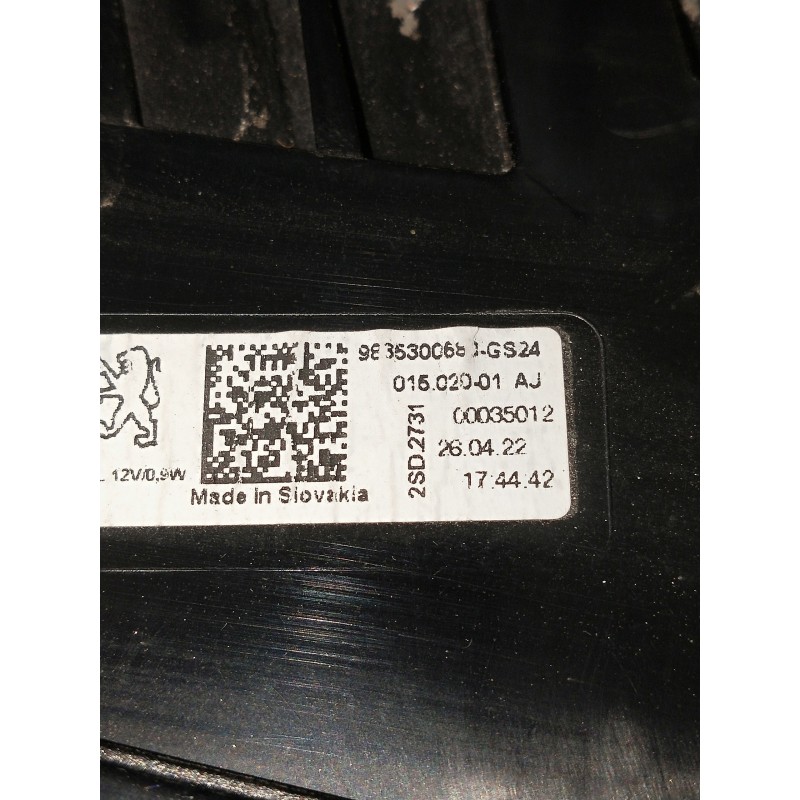 -GS24
015.020-01 AJ
2SD.2731
00035012
26.04.22
17:44:42
12V/0,9W
Made in Slovakia